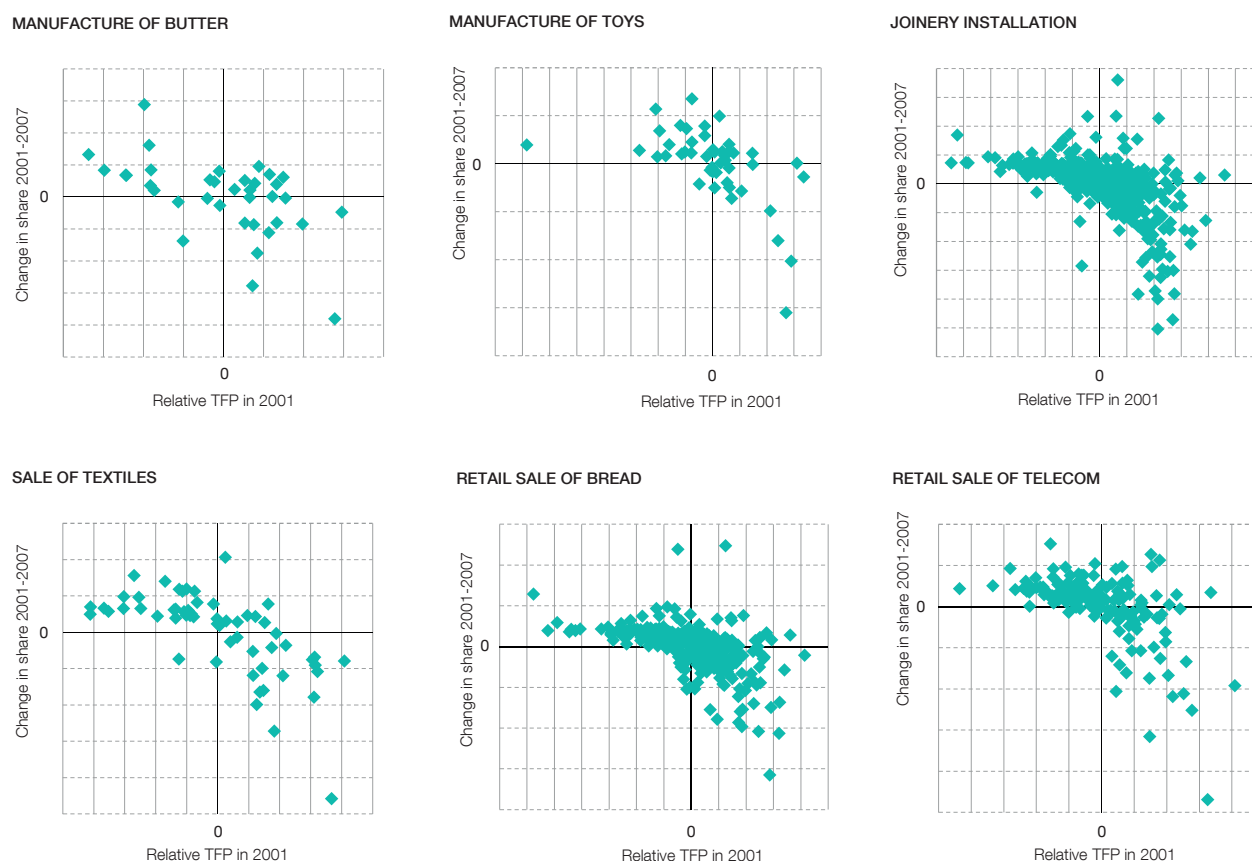 MANUFACTURE OF BUTTER
Change in share 2001-2007
0
0
Relative TFP in 2001
MANUFACTURE OF TOYS
Change in share 2001-2007
0
0
Relative TFP in 2001
JOINERY INSTALLATION
Change in share 2001-2007
0
0
Relative TFP in 2001
SALE OF TEXTILES
Change in share 2001-2007
0
0
Relative TFP in 2001
RETAIL SALE OF BREAD
Change in share 2001-2007
0
0
Relative TFP in 2001
RETAIL SALE OF TELECOM
Change in share 2001-2007
0
0
Relative TFP in 2001